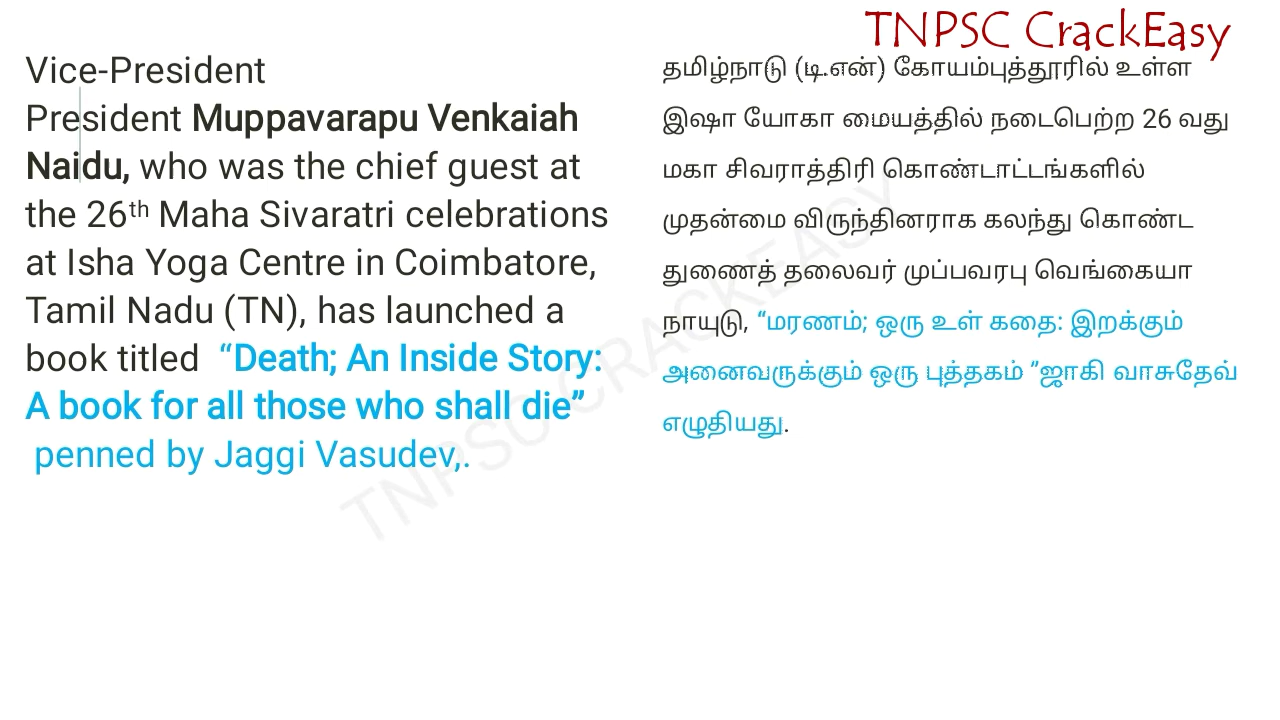 TNPSC CrackEasy
Vice-President
President Muppavarapu Venkaiah
Naidu, who was the chief guest at
the 26th Maha Sivaratri celebrations
at Isha Yoga Centre in Coimbatore,
Tamil Nadu (TN), has launched a
book titled “Death; An Inside Story:
A book for all those who shall die”
penned by Jaggi Vasudev,.
தமிழ்நாடு (டி.என்) கோயம்புத்தூரில் உள்ள
இஷா யோகா மையத்தில் நடைபெற்ற 26 வது
மகா சிவராத்திரி கொண்டாட்டங்களில்
முதன்மை விருந்தினராக கலந்து கொண்ட
துணைத் தலைவர் முப்பவரபு வெங்கையா
நாயுடு, “மரணம்; ஒரு உள் கதை: இறக்கும்
அனைவருக்கும் ஒரு புத்தகம் ”ஜாகி வாசுதேவ்
எழுதியது.
TNPSC CRACKEASY